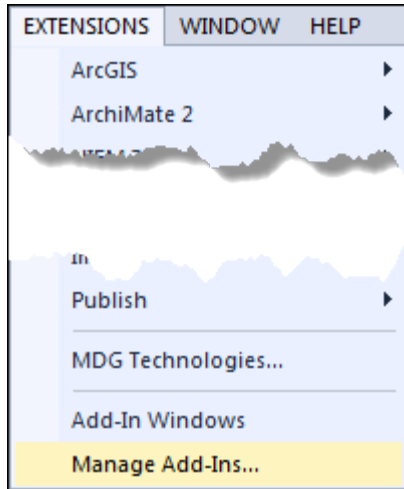 EXTENSIONS WINDOW HELP
ArcGIS
ArchiMate 2
Publish
MDG Technologies...
Add-In Windows
Manage Add-Ins...